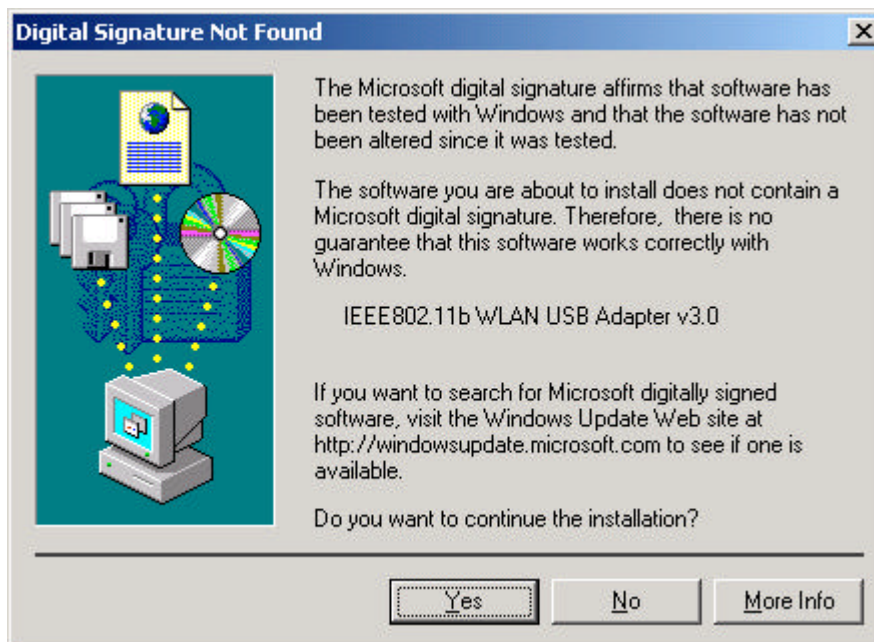 Digital Signature Not Found
The Microsoft digital signature affirms that software has
been tested with Windows and that the software has not
been altered since it was tested.
The software you are about to install does not contain a
Microsoft digital signature. Therefore,  there is no
guarantee that this software works correctly with
Windows.
IEEE802.11b WLAN USB Adapter v3.0
If you want to search for Microsoft digitally signed
software, visit the Windows Update Web site at
http://windowsupdate.microsoft.com to see if one is
available.
Do you want to continue the installation?
Yes No More Info